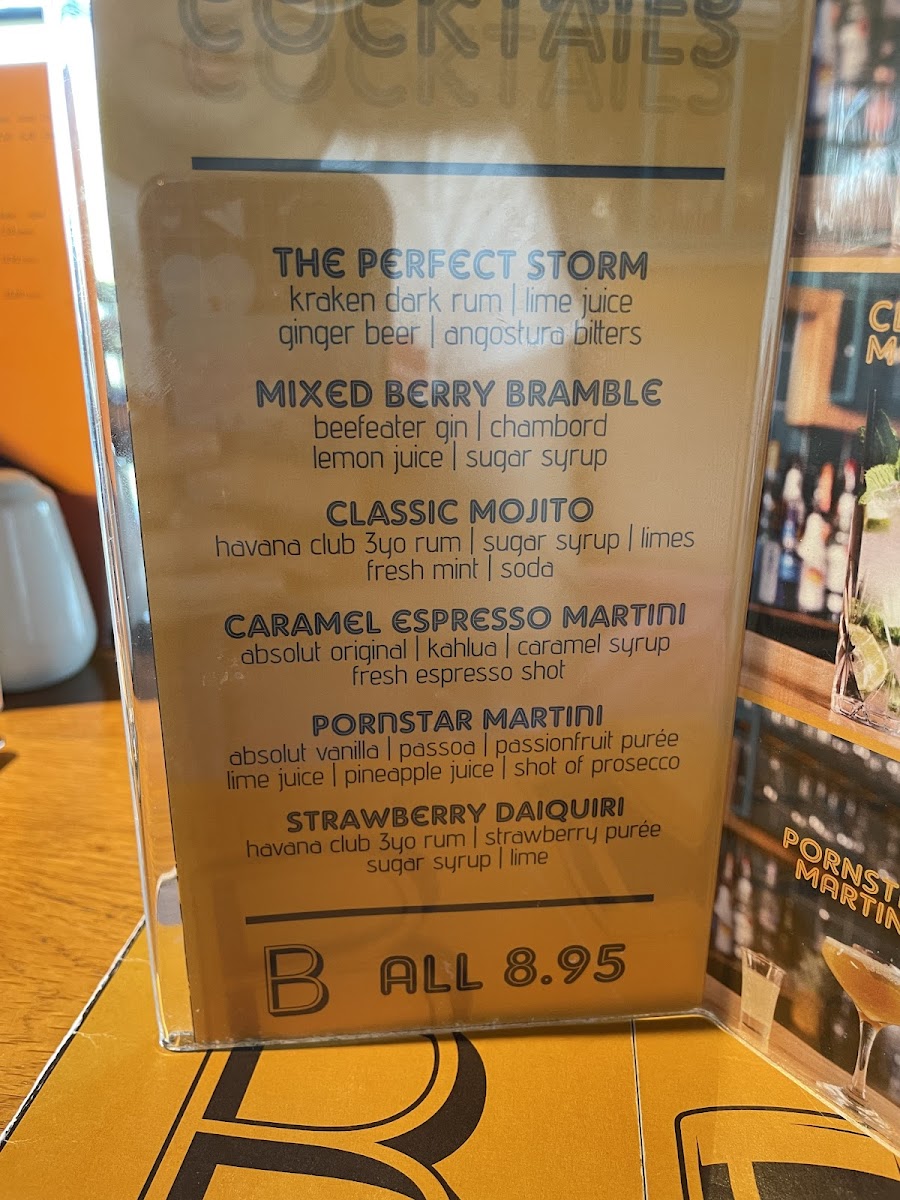 COCKTAILS
THE PERFECT STORM
kraken dark rum | lime juice
ginger beer | angostura bitters
MIXED BERRY BRAMBLE
beefeater gin | chambord
lemon juice | sugar syrup
CLASSIC MOJITO
havana club 3yo rum | sugar syrup | limes
fresh mint | soda
CARAMEL ESPRESSO MARTINI
absolut original | kahlua | caramel syrup
fresh espresso shot
PORNSTAR MARTINI
absolut vanilla | passoa | passionfruit purée
lime juice | pineapple juice | shot of prosecco
STRAWBERRY DAIQUIRI
havana club 3yo rum | strawberry purée
sugar syrup | lime
B ALL 8.95
PORNST
MARTIN
B